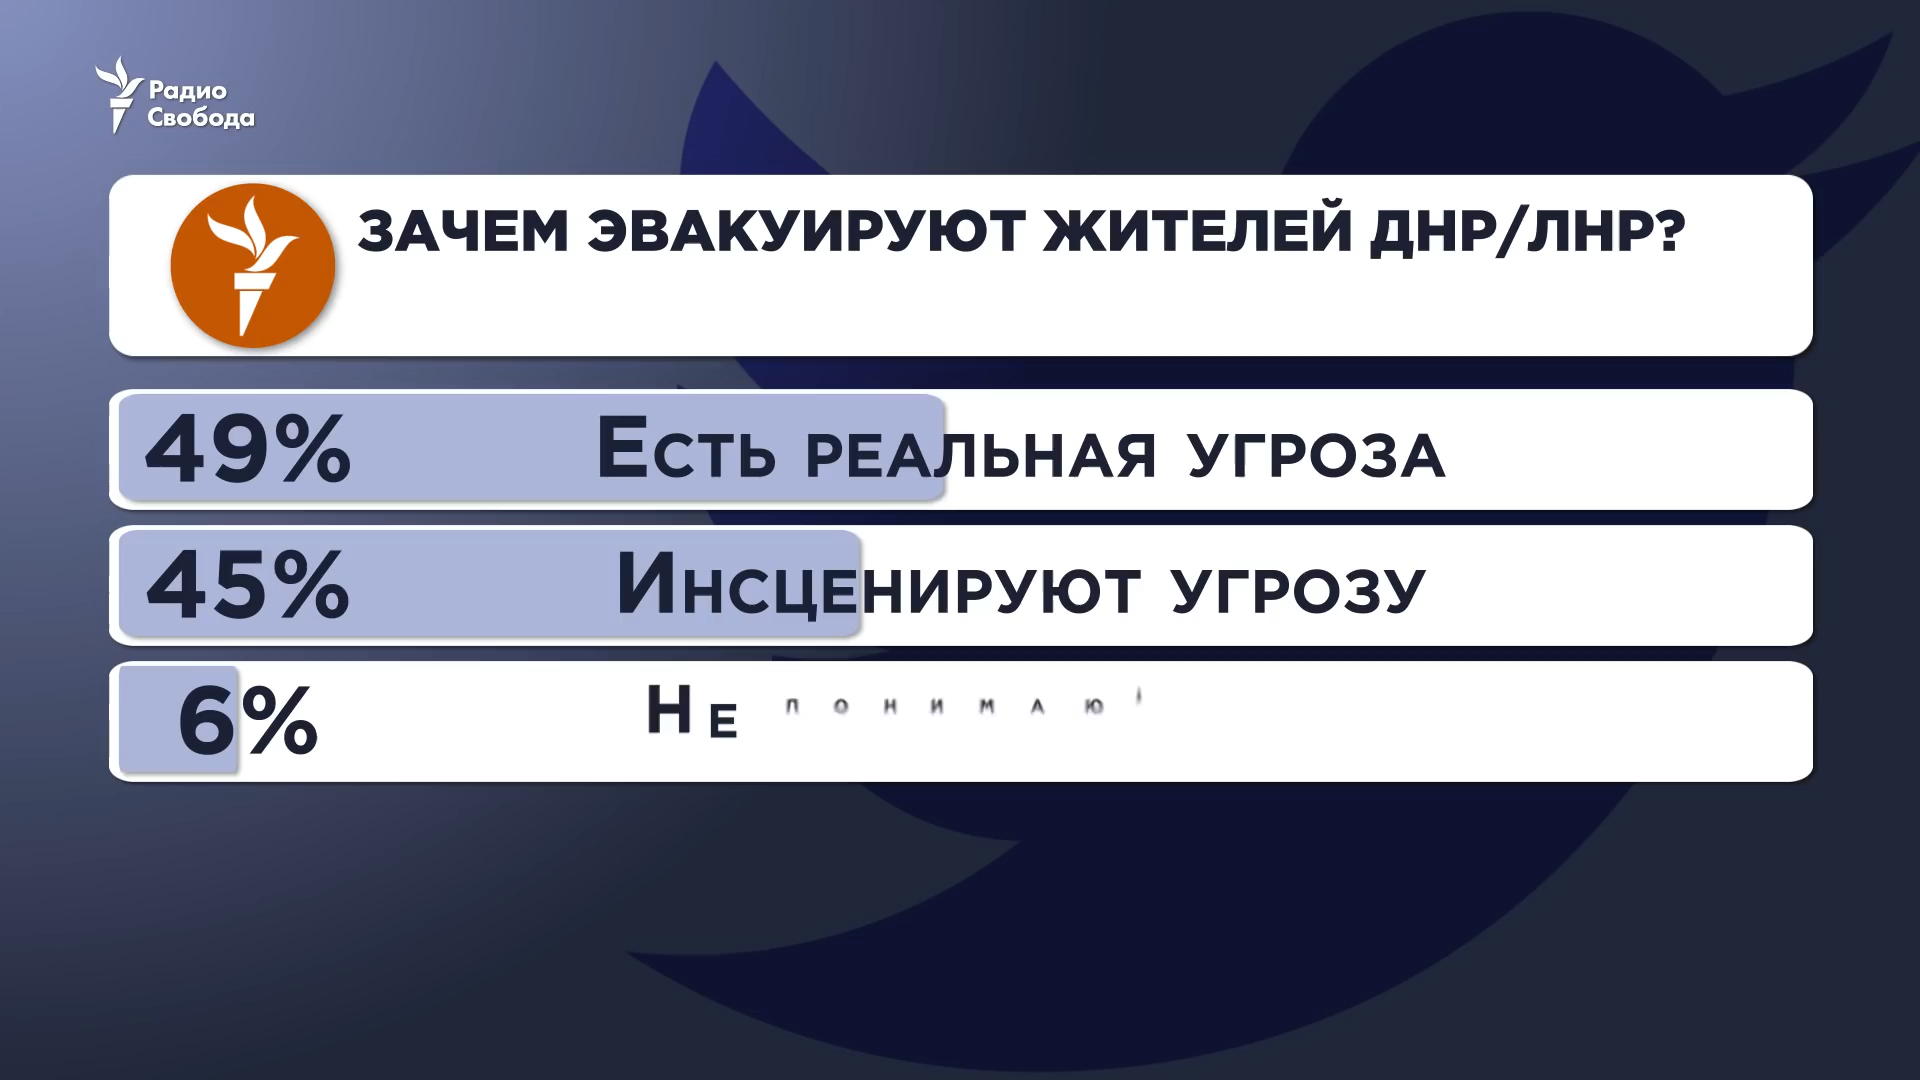 Радио
Свобода
ЗАЧЕМ ЭВАКУИРУЮТ ЖИТЕЛЕЙ ДНР/ЛНР?
49% Есть реальная угроза
45% Инсценируют угрозу
6% Не понимаю